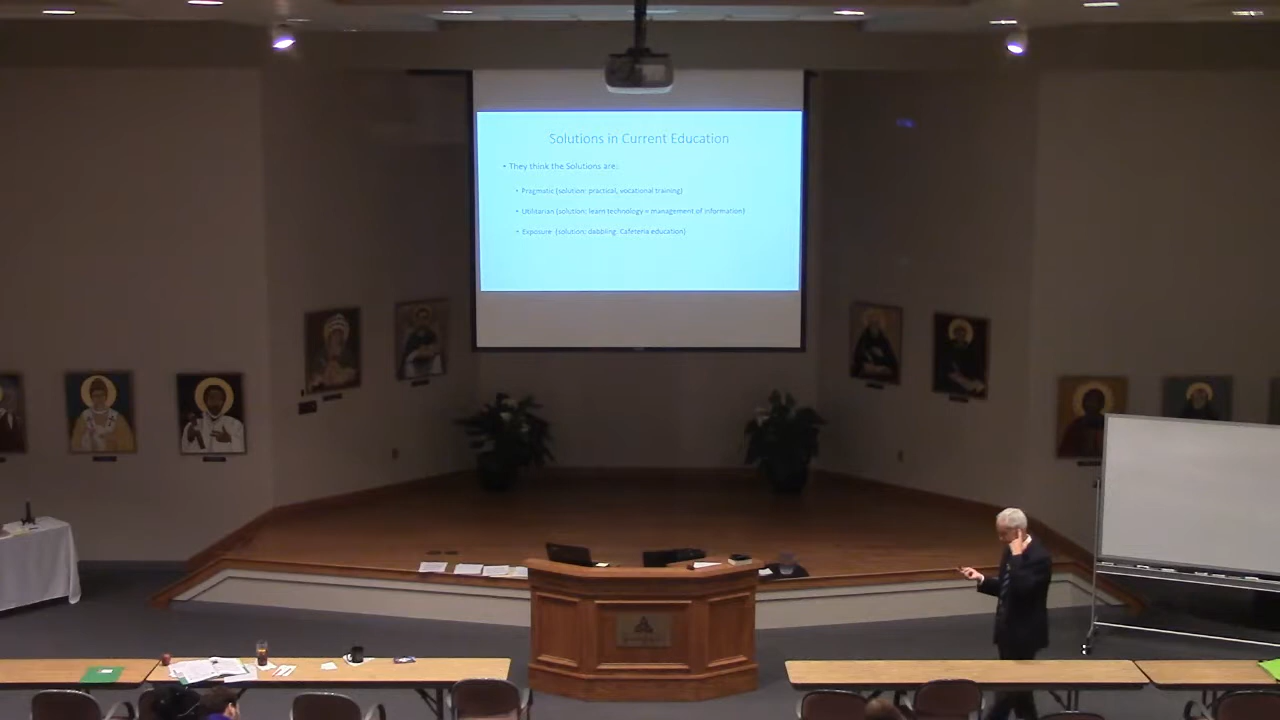 Solutions in Current Education
• They think the Solutions are:
• Pragmatic (solution: practical, vocational training)
• Utilitarian (solution: learn technology = management of information)
• Exposure (solution: dabbling. Cafeteria education)